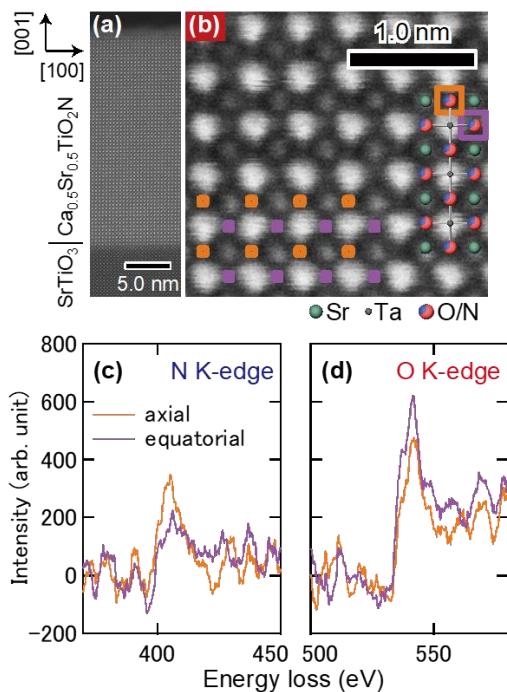 [001]
[100]
(a)
(b)
1.0 nm
SrTiO₃ | Ca₀.₅Sr₀.₅TiO₂N
5.0 nm
Sr Ta O/N
(c) N K-edge
(d) O K-edge
axial
equatorial
Intensity (arb. unit)
800
600
400
200
0
−200
400 450
500 550
Energy loss (eV)